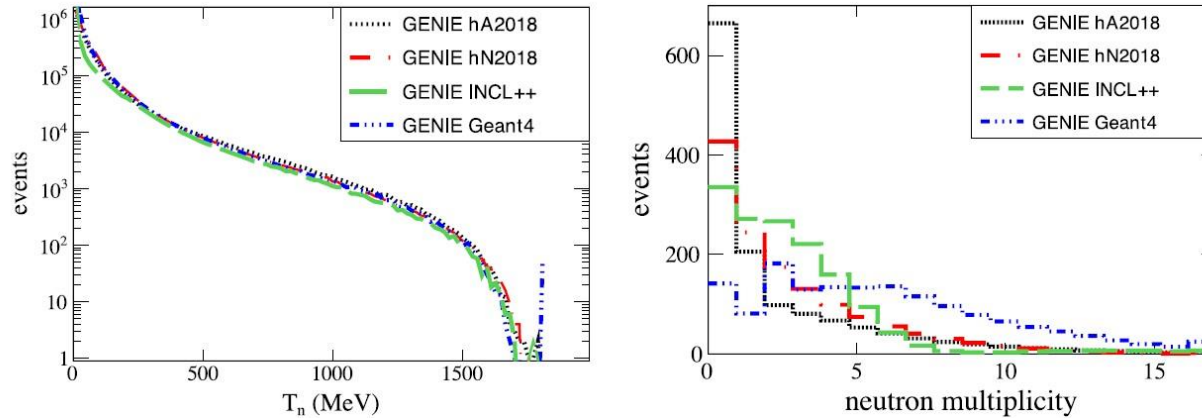 10^6
10^5
10^4
10^3
10^2
10
1
events
0
500
1000
1500
T_n (MeV)
GENIE hA2018
GENIE hN2018
GENIE INCL++
GENIE Geant4
600
400
200
0
events
0
5
10
15
neutron multiplicity
GENIE hA2018
GENIE hN2018
GENIE INCL++
GENIE Geant4